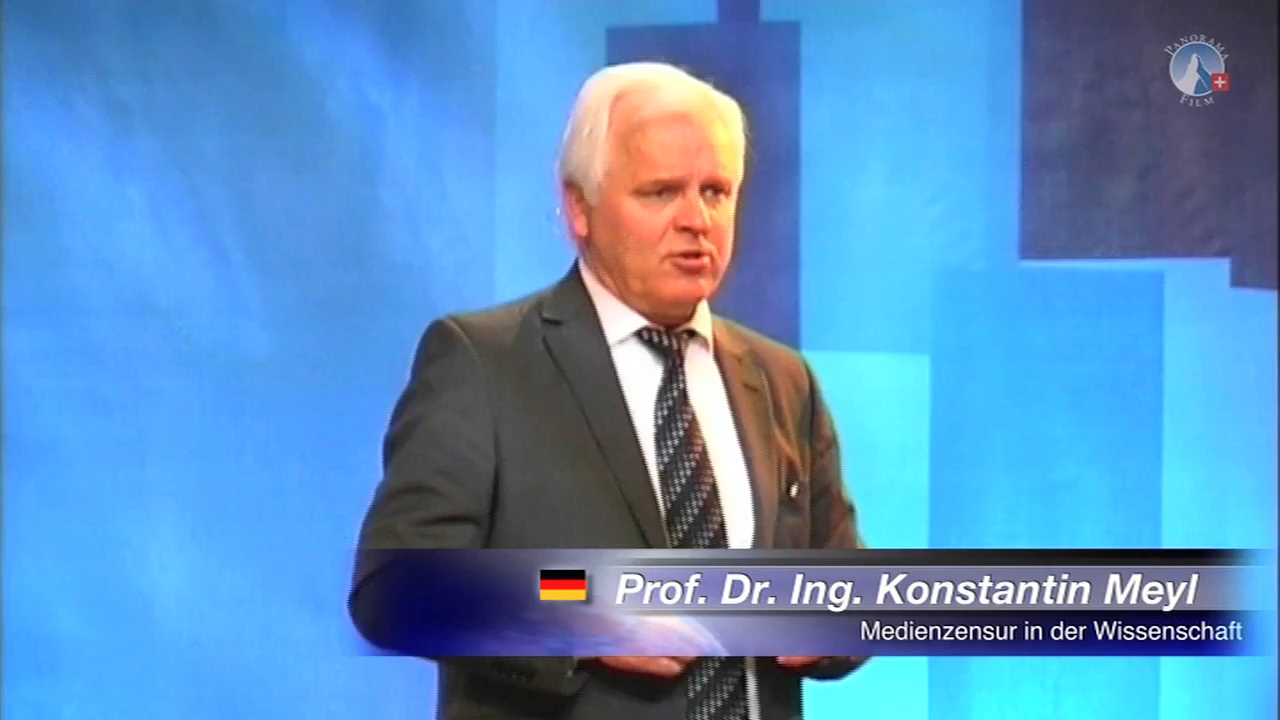 PANORAMA
FILM
Prof. Dr. Ing. Konstantin Meyl
Medienzensur in der Wissenschaft